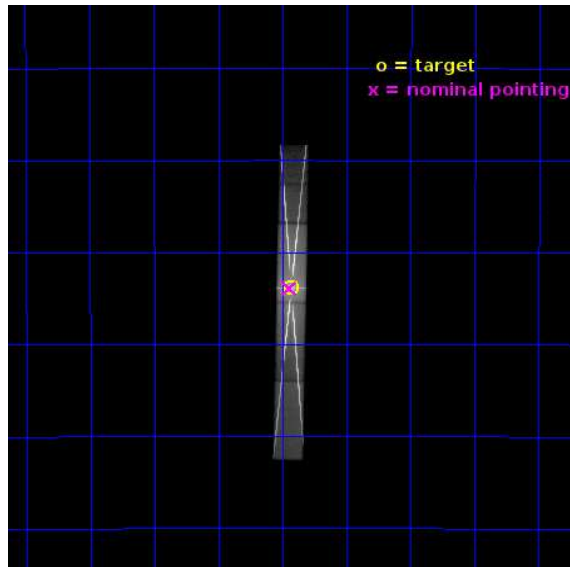 o = target
x = nominal pointing